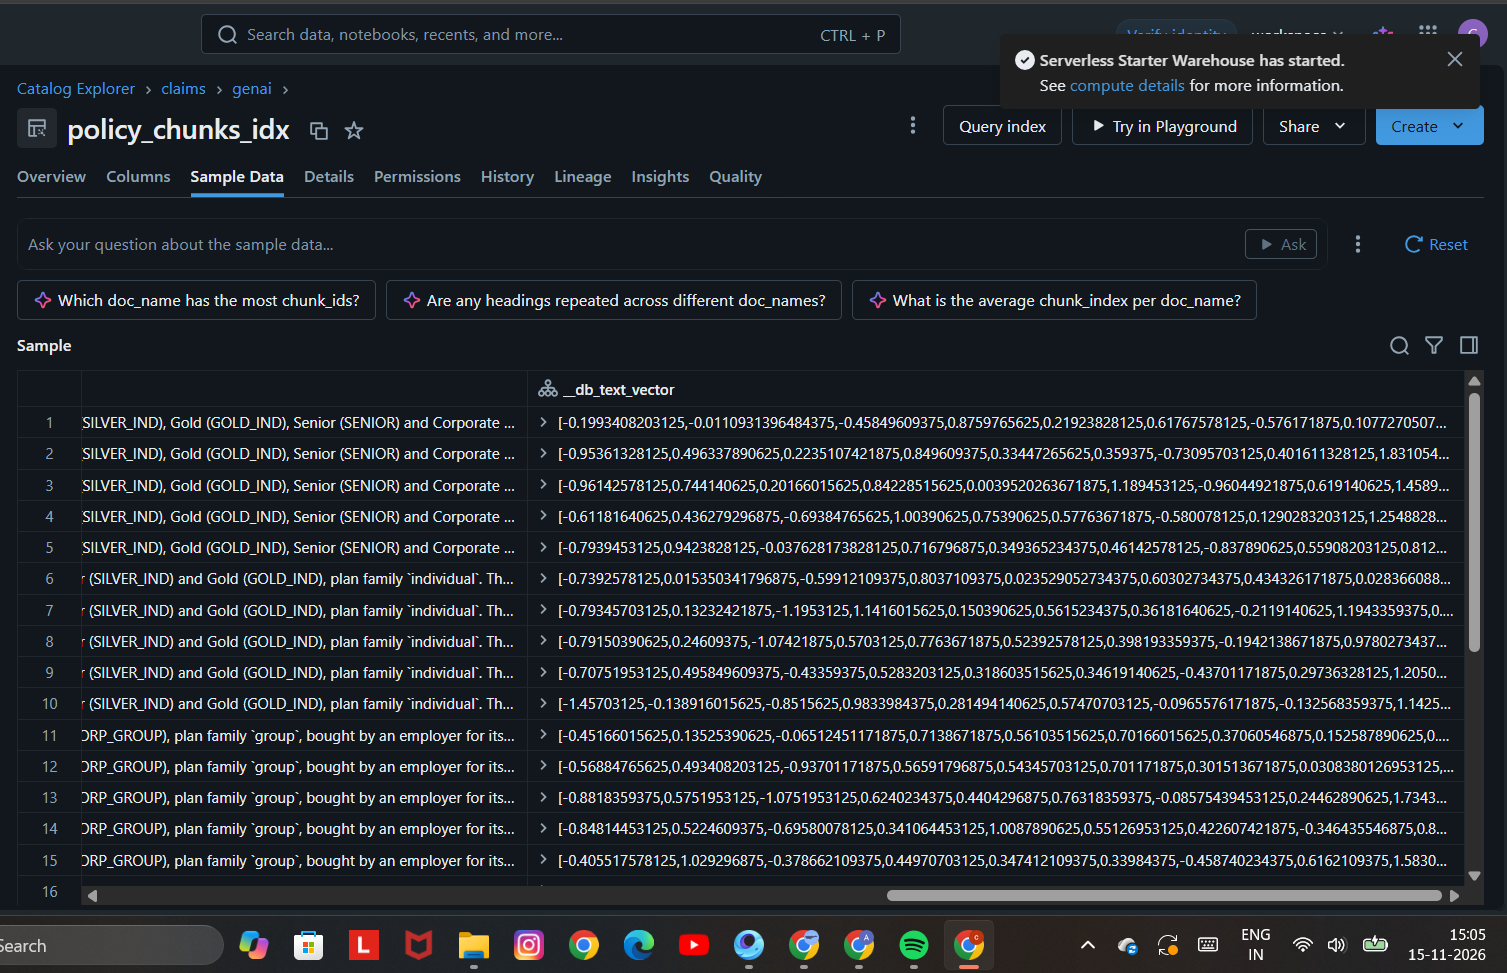 Search data, notebooks, recents, and more... CTRL + P
Serverless Starter Warehouse has started.
See compute details for more information.
Catalog Explorer › claims › genai ›
policy_chunks_idx
Query index Try in Playground Share Create
Overview Columns Sample Data Details Permissions History Lineage Insights Quality
Ask your question about the sample data... Ask Reset
Which doc_name has the most chunk_ids? Are any headings repeated across different doc_names? What is the average chunk_index per doc_name?
Sample
__db_text_vector
1 SILVER_IND), Gold (GOLD_IND), Senior (SENIOR) and Corporate ... [-0.1993408203125,-0.0110931396484375,-0.45849609375,0.8759765625,0.21923828125,0.61767578125,-0.576171875,0.1077270507...
2 SILVER_IND), Gold (GOLD_IND), Senior (SENIOR) and Corporate ... [-0.95361328125,0.496337890625,0.2235107421875,0.849609375,0.33447265625,0.359375,-0.73095703125,0.401611328125,1.831054...
3 SILVER_IND), Gold (GOLD_IND), Senior (SENIOR) and Corporate ... [-0.96142578125,0.744140625,0.20166015625,0.84228515625,0.0039520263671875,1.189453125,-0.96044921875,0.619140625,1.4589...
4 SILVER_IND), Gold (GOLD_IND), Senior (SENIOR) and Corporate ... [-0.61181640625,0.436279296875,-0.69384765625,1.00390625,0.75390625,0.57763671875,-0.580078125,0.1290283203125,1.2548828...
5 SILVER_IND), Gold (GOLD_IND), Senior (SENIOR) and Corporate ... [-0.7939453125,0.9423828125,-0.037628173828125,0.716796875,0.349365234375,0.46142578125,-0.837890625,0.55908203125,0.812...
6 r (SILVER_IND) and Gold (GOLD_IND), plan family `individual`. Th... [-0.7392578125,0.015350341796875,-0.59912109375,0.8037109375,0.023529052734375,0.60302734375,0.434326171875,0.028366088...
7 r (SILVER_IND) and Gold (GOLD_IND), plan family `individual`. Th... [-0.79345703125,0.13232421875,-1.1953125,1.1416015625,0.150390625,0.5615234375,0.36181640625,-0.2119140625,1.1943359375,0....
8 r (SILVER_IND) and Gold (GOLD_IND), plan family `individual`. Th... [-0.79150390625,0.24609375,-1.07421875,0.5703125,0.7763671875,0.52392578125,0.398193359375,-0.1942138671875,0.9780273437...
9 r (SILVER_IND) and Gold (GOLD_IND), plan family `individual`. Th... [-0.70751953125,0.495849609375,-0.43359375,0.5283203125,0.318603515625,0.34619140625,-0.43701171875,0.29736328125,1.2050...
10 r (SILVER_IND) and Gold (GOLD_IND), plan family `individual`. Th... [-1.45703125,-0.138916015625,-0.8515625,0.9833984375,0.281494140625,0.57470703125,-0.0965576171875,-0.132568359375,1.1425...
11 ORP_GROUP), plan family `group`, bought by an employer for its... [-0.45166015625,0.13525390625,-0.06512451171875,0.7138671875,0.56103515625,0.70166015625,0.37060546875,0.152587890625,0....
12 ORP_GROUP), plan family `group`, bought by an employer for its... [-0.56884765625,0.493408203125,-0.93701171875,0.56591796875,0.54345703125,0.701171875,0.301513671875,0.0308380126953125,...
13 ORP_GROUP), plan family `group`, bought by an employer for its... [-0.8818359375,0.5751953125,-1.0751953125,0.6240234375,0.4404296875,0.76318359375,-0.08575439453125,0.24462890625,1.7343...
14 ORP_GROUP), plan family `group`, bought by an employer for its... [-0.84814453125,0.5224609375,-0.69580078125,0.341064453125,1.0087890625,0.55126953125,0.422607421875,-0.346435546875,0.8...
15 ORP_GROUP), plan family `group`, bought by an employer for its... [-0.405517578125,1.029296875,-0.378662109375,0.44970703125,0.347412109375,0.33984375,-0.458740234375,0.6162109375,1.5830...
16
Search ENG 15:05
IN 15-11-2026